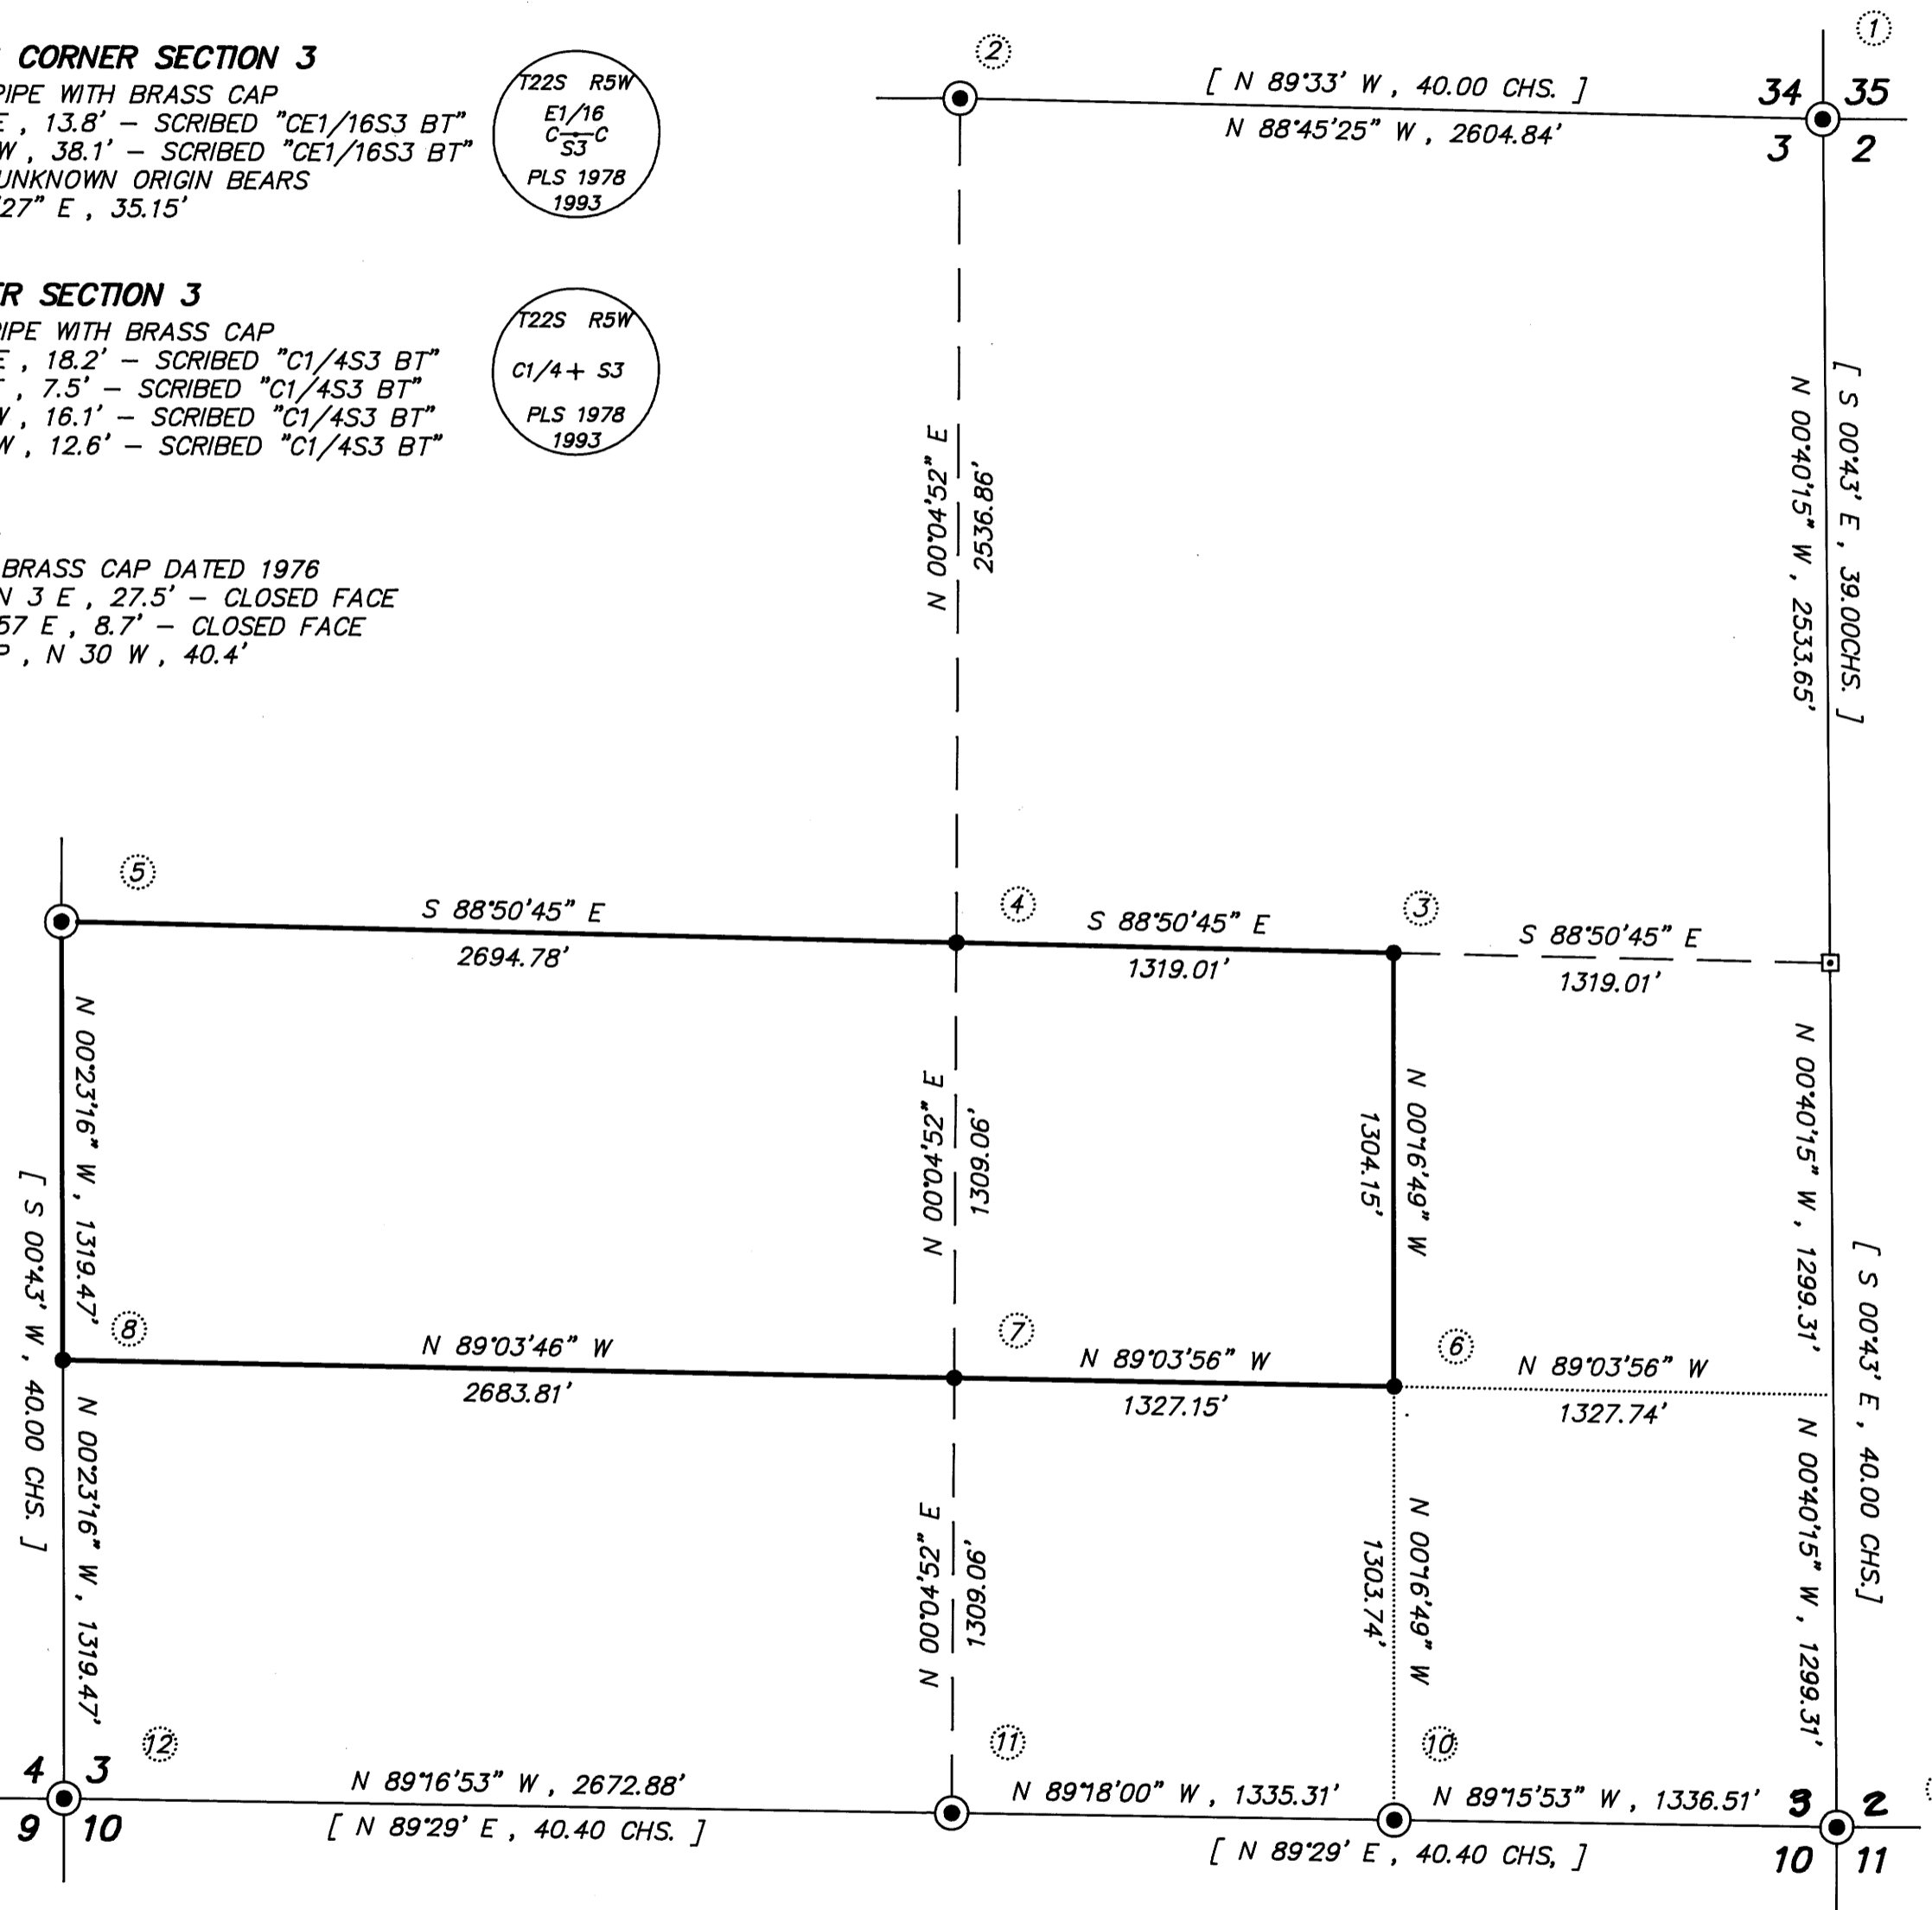 CORNER SECTION 3
PIPE WITH BRASS CAP
E , 13.8' – SCRIBED "CE1/16S3 BT"
W , 38.1' – SCRIBED "CE1/16S3 BT"
UNKNOWN ORIGIN BEARS
'27" E , 35.15'
T22S R5W
E1/16
C C
S3
PLS 1978
1993
R SECTION 3
PIPE WITH BRASS CAP
E , 18.2' – SCRIBED "C1/4S3 BT"
E , 7.5' – SCRIBED "C1/4S3 BT"
W , 16.1' – SCRIBED "C1/4S3 BT"
W , 12.6' – SCRIBED "C1/4S3 BT"
T22S R5W
C1/4+ S3
PLS 1978
1993
BRASS CAP DATED 1976
N 3 E , 27.5' – CLOSED FACE
57 E , 8.7' – CLOSED FACE
P , N 30 W , 40.4'
2
[ N 89°33' W , 40.00 CHS. ]
N 88°45'25" W , 2604.84'
1
34 35
3 2
N 00°04'52" E
2536.86'
N 00°40'15" W , 2533.65'
[ S 00°43' E , 39.00CHS. ]
5
S 88°50'45" E
2694.78'
4
S 88°50'45" E
1319.01'
3
S 88°50'45" E
1319.01'
N 00°23'16" W , 1319.47'
[ S 00°43' W , 40.00 CHS. ]
N 00°04'52" E
1309.06'
1304.15'
N 00°16'49" W
N 00°40'15" W , 1299.31'
[ S 00°43' E , 40.00 CHS.]
8
N 89°03'46" W
2683.81'
7
N 89°03'56" W
1327.15'
6
N 89°03'56" W
1327.74'
N 00°23'16" W , 1319.47'
N 00°04'52" E
1309.06'
1303.74'
N 00°16'49" W
N 00°40'15" W , 1299.31'
4 3
9 10
12
N 89°16'53" W , 2672.88'
[ N 89°29' E , 40.40 CHS. ]
11
N 89°18'00" W , 1335.31'
10
N 89°15'53" W , 1336.51'
[ N 89°29' E , 40.40 CHS, ]
3 2
10 11